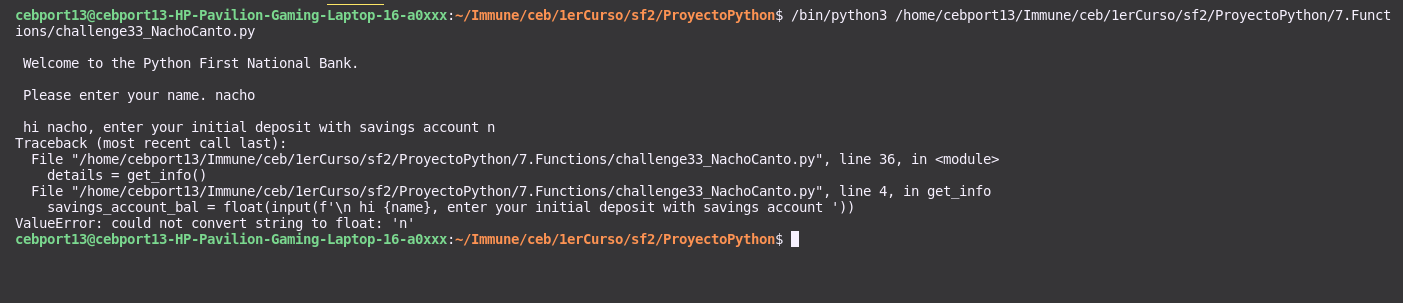 cebport13@cebport13-HP-Pavilion-Gaming-Laptop-16-a0xxx:~/Immune/ceb/1erCurso/sf2/ProyectoPython$ /bin/python3 /home/cebport13/Immune/ceb/1erCurso/sf2/ProyectoPython/7.Funct
ions/challenge33_NachoCanto.py
 Welcome to the Python First National Bank.
 Please enter your name. nacho
 hi nacho, enter your initial deposit with savings account n
Traceback (most recent call last):
  File "/home/cebport13/Immune/ceb/1erCurso/sf2/ProyectoPython/7.Functions/challenge33_NachoCanto.py", line 36, in <module>
    details = get_info()
  File "/home/cebport13/Immune/ceb/1erCurso/sf2/ProyectoPython/7.Functions/challenge33_NachoCanto.py", line 4, in get_info
    savings_account_bal = float(input(f'\n hi {name}, enter your initial deposit with savings account '))
ValueError: could not convert string to float: 'n'
cebport13@cebport13-HP-Pavilion-Gaming-Laptop-16-a0xxx:~/Immune/ceb/1erCurso/sf2/ProyectoPython$